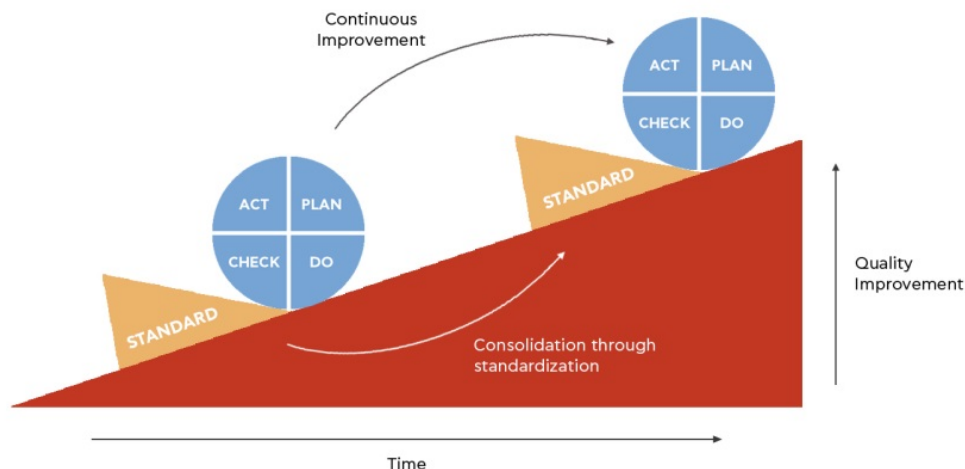 Continuous
Improvement
ACT
PLAN
CHECK
DO
STANDARD
ACT
PLAN
CHECK
DO
STANDARD
Quality
Improvement
Consolidation through
standardization
Time